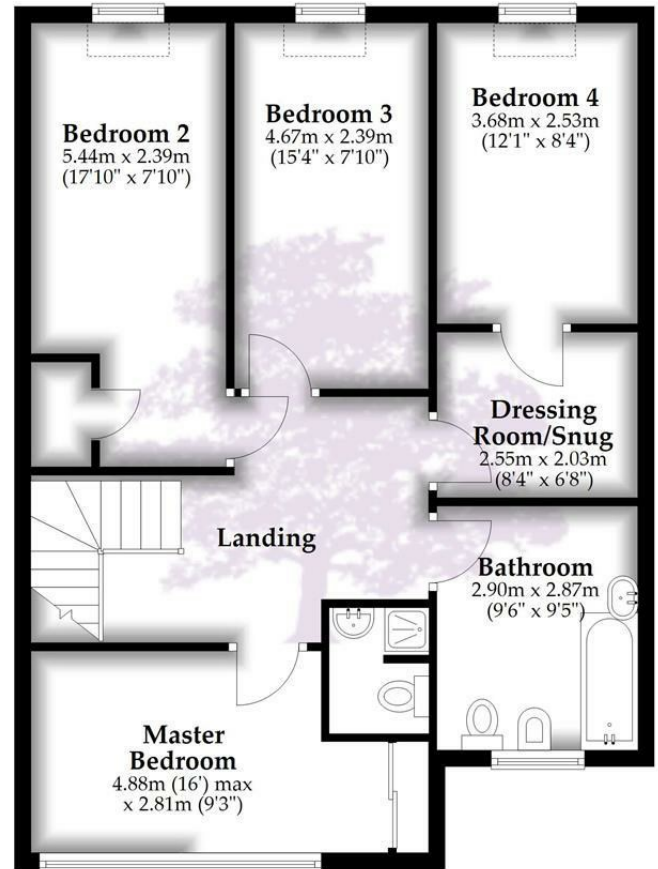 Bedroom 2
5.44m x 2.39m
(17'10" x 7'10")
Bedroom 3
4.67m x 2.39m
(15'4" x 7'10")
Bedroom 4
3.68m x 2.53m
(12'1" x 8'4")
Dressing
Room/Snug
2.55m x 2.03m
(8'4" x 6'8")
Landing
Bathroom
2.90m x 2.87m
(9'6" x 9'5")
Master
Bedroom
4.88m (16') max
x 2.81m (9'3")